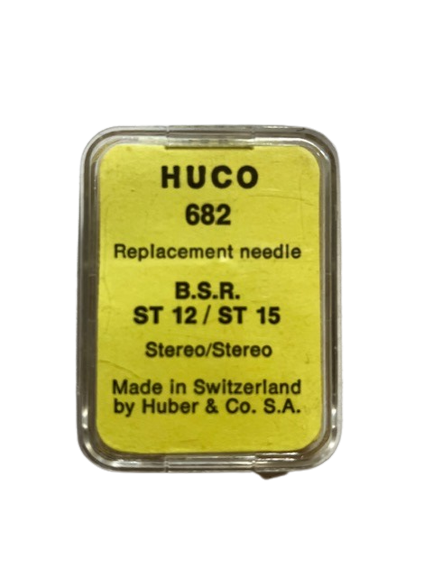 HUCO
682
Replacement needle
B.S.R.
ST 12 / ST 15
Stereo/Stereo
Made in Switzerland
by Huber & Co. S.A.